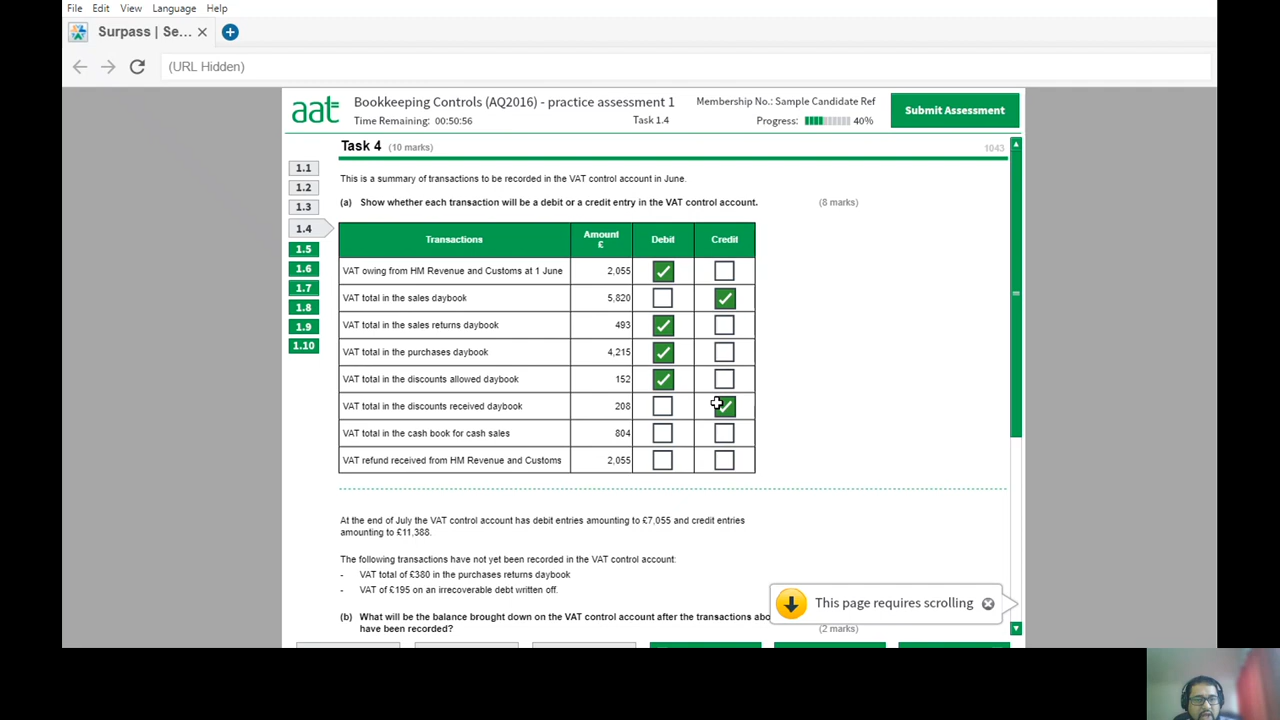 File Edit View Language Help
Surpass | Se...
(URL Hidden)
aat
Bookkeeping Controls (AQ2016) - practice assessment 1
Membership No.: Sample Candidate Ref
Submit Assessment
Time Remaining: 00:50:56
Task 1.4
Progress: 40%
Task 4 (10 marks)
1043
1.1
1.2
1.3
1.4
1.5
1.6
1.7
1.8
1.9
1.10
This is a summary of transactions to be recorded in the VAT control account in June.
(a) Show whether each transaction will be a debit or a credit entry in the VAT control account. (8 marks)
Transactions Amount £ Debit Credit
VAT owing from HM Revenue and Customs at 1 June 2,055
VAT total in the sales daybook 5,820
VAT total in the sales returns daybook 493
VAT total in the purchases daybook 4,215
VAT total in the discounts allowed daybook 152
VAT total in the discounts received daybook 208
VAT total in the cash book for cash sales 804
VAT refund received from HM Revenue and Customs 2,055
At the end of July the VAT control account has debit entries amounting to £7,055 and credit entries
amounting to £11,388.
The following transactions have not yet been recorded in the VAT control account:
- VAT total of £380 in the purchases returns daybook
- VAT of £195 on an irrecoverable debt written off.
This page requires scrolling
(b) What will be the balance brought down on the VAT control account after the transactions
have been recorded? (2 marks)